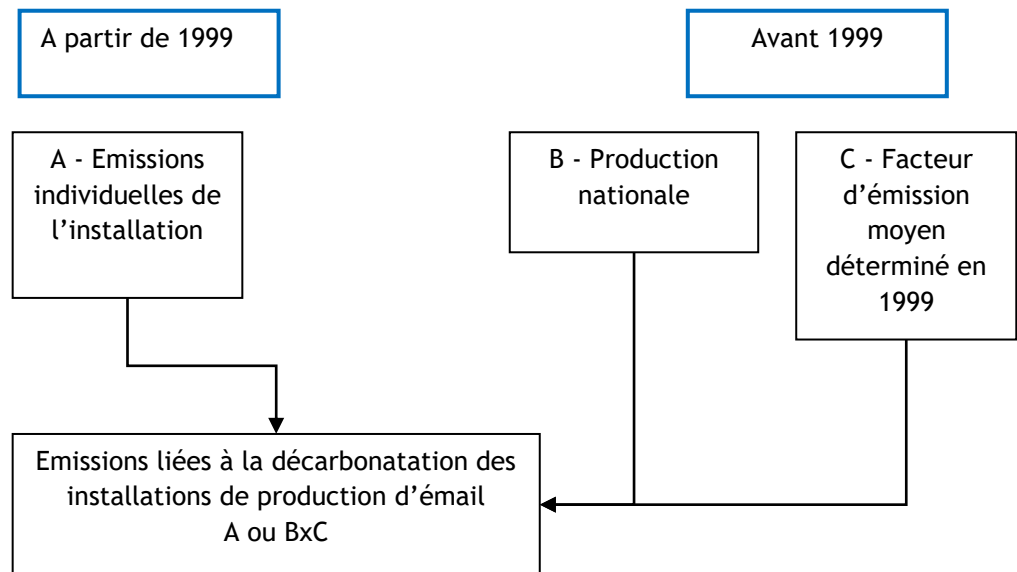 A partir de 1999
Avant 1999
A - Emissions
individuelles de
l’installation
B - Production
nationale
C - Facteur
d’émission
moyen
déterminé en
1999
Emissions liées à la décarbonatation des
installations de production d’émail
A ou BxC